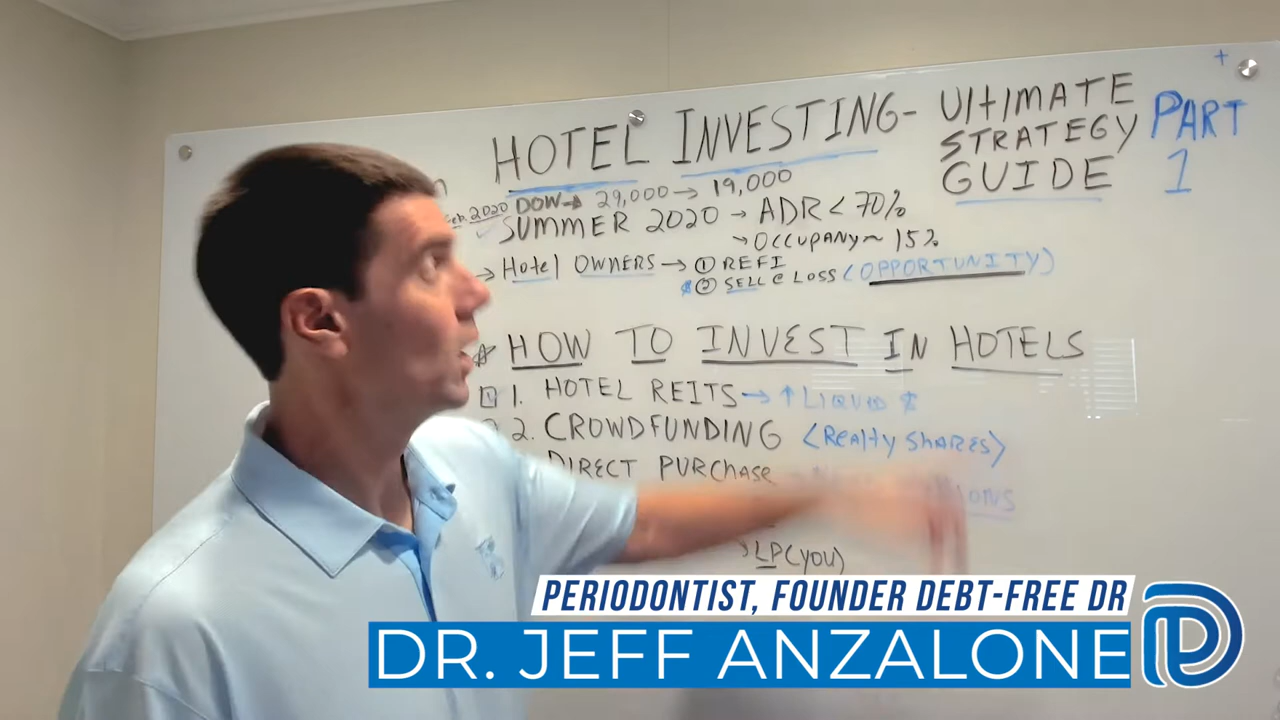 HOTEL INVESTING- ULTIMATE STRATEGY GUIDE PART 1
2020 DOW→ 29,000 → 19,000
SUMMER 2020 → ADR < 70%
→ OCCUPANY ~ 15%
→ Hotel OWNERS → ① REFI
$② SELL @ LOSS (OPPORTUNITY)
HOW TO INVEST IN HOTELS
1. HOTEL REITS → ↑ LIQUID $
2. CROWDFUNDING <Realty SHARES>
DIRECT PURCHASE
LP (YOU)
PERIODONTIST, FOUNDER DEBT-FREE DR
DR. JEFF ANZALONE